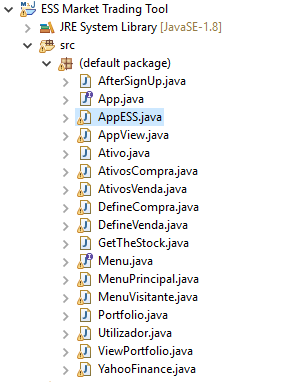 ESS Market Trading Tool
JRE System Library [JavaSE-1.8]
src
(default package)
AfterSignUp.java
App.java
AppESS.java
AppView.java
Ativo.java
AtivosCompra.java
AtivosVenda.java
DefineCompra.java
DefineVenda.java
GetTheStock.java
Menu.java
MenuPrincipal.java
MenuVisitante.java
Portfolio.java
Utilizador.java
ViewPortfolio.java
YahooFinance.java